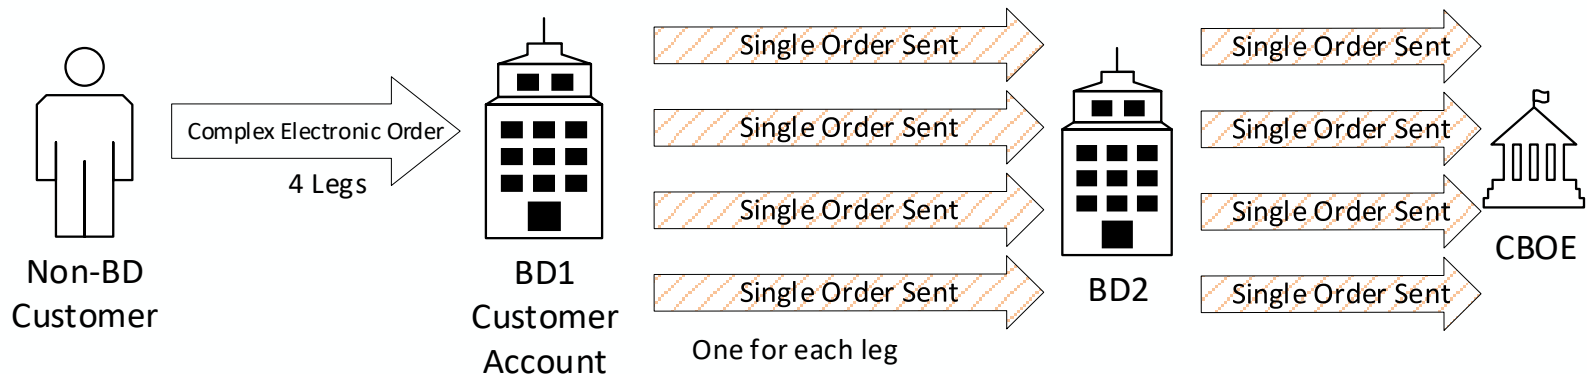 Complex Electronic Order
4 Legs
Non-BD
Customer
BD1
Customer
Account
Single Order Sent
Single Order Sent
Single Order Sent
Single Order Sent
One for each leg
BD2
Single Order Sent
Single Order Sent
Single Order Sent
Single Order Sent
CBOE